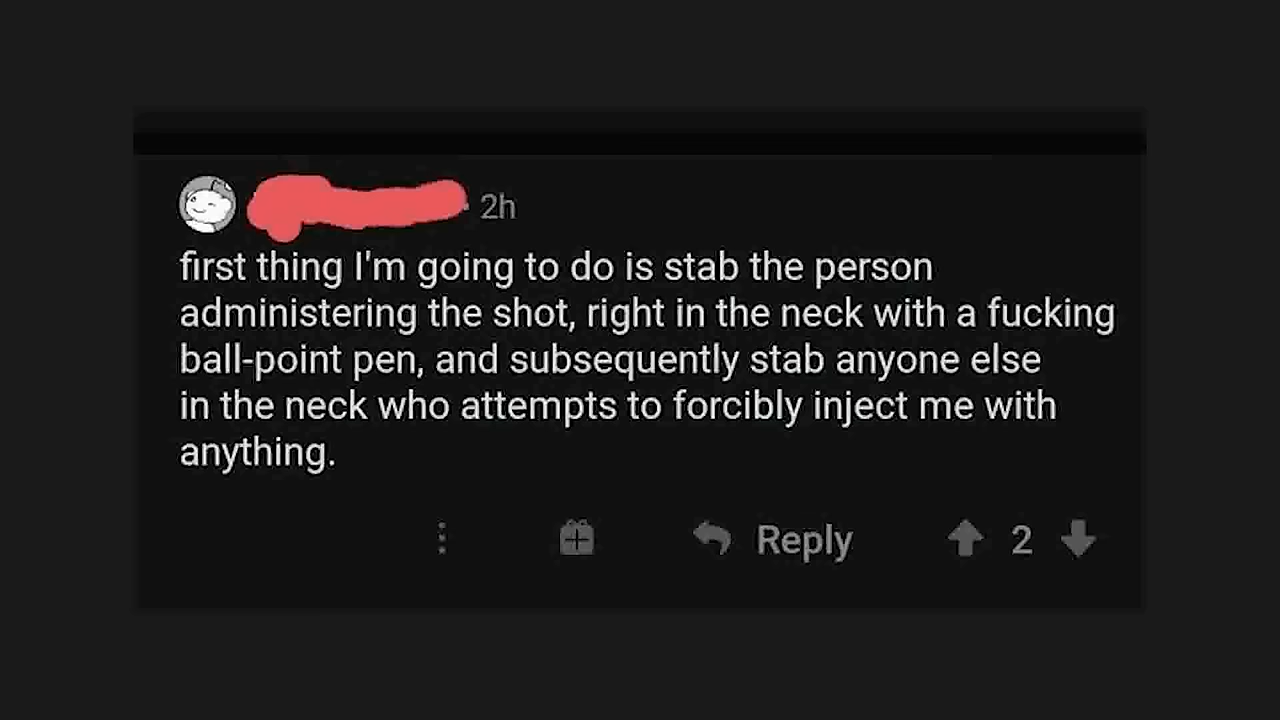 2h
first thing I'm going to do is stab the person
administering the shot, right in the neck with a fucking
ball-point pen, and subsequently stab anyone else
in the neck who attempts to forcibly inject me with
anything.
Reply 2